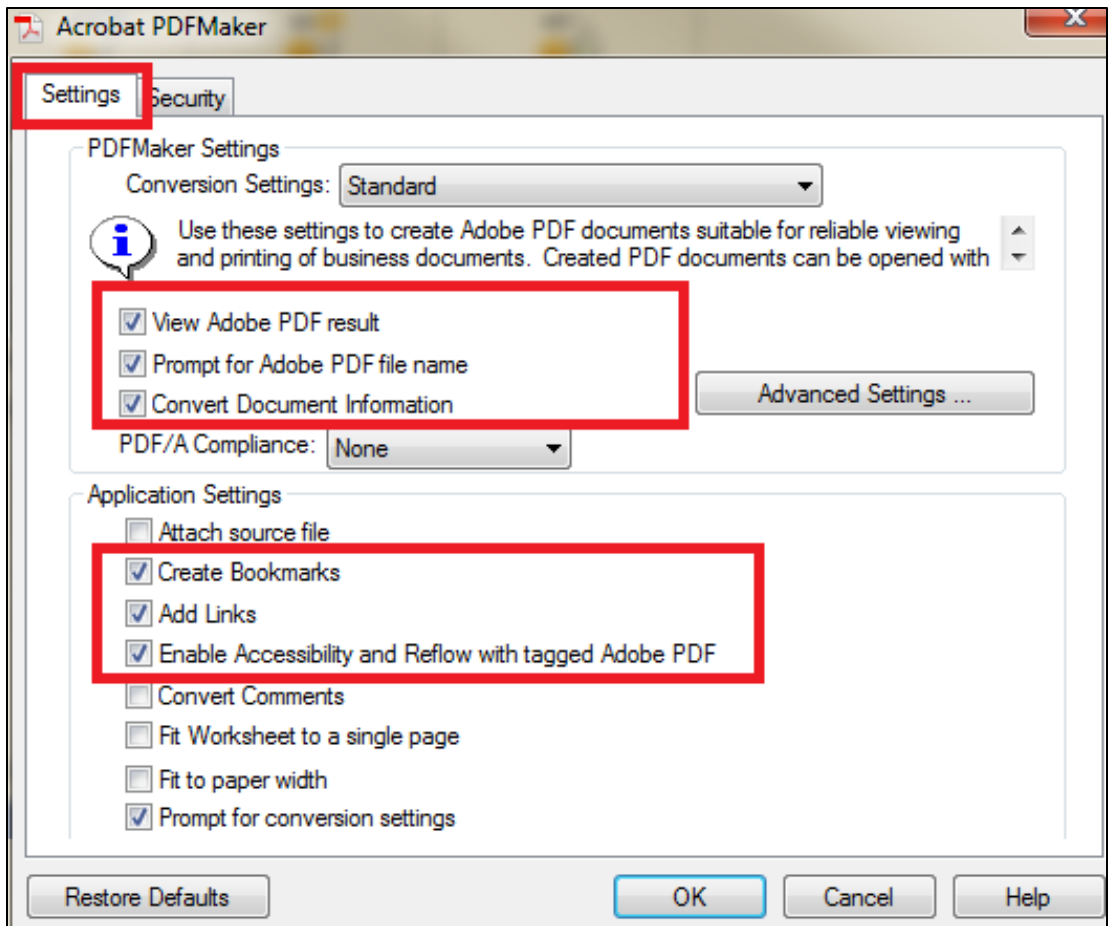 Acrobat PDFMaker
X
Settings
Security
PDFMaker Settings
Conversion Settings: Standard
Use these settings to create Adobe PDF documents suitable for reliable viewing
and printing of business documents. Created PDF documents can be opened with
View Adobe PDF result
Prompt for Adobe PDF file name
Convert Document Information
Advanced Settings ...
PDF/A Compliance: None
Application Settings
Attach source file
Create Bookmarks
Add Links
Enable Accessibility and Reflow with tagged Adobe PDF
Convert Comments
Fit Worksheet to a single page
Fit to paper width
Prompt for conversion settings
Restore Defaults
OK
Cancel
Help